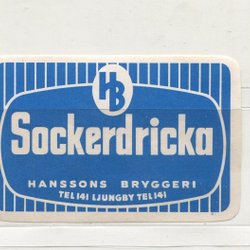 HB
Sockerdricka
HANSSONS BRYGGERI
TEL 141 LJUNGBY TEL 141